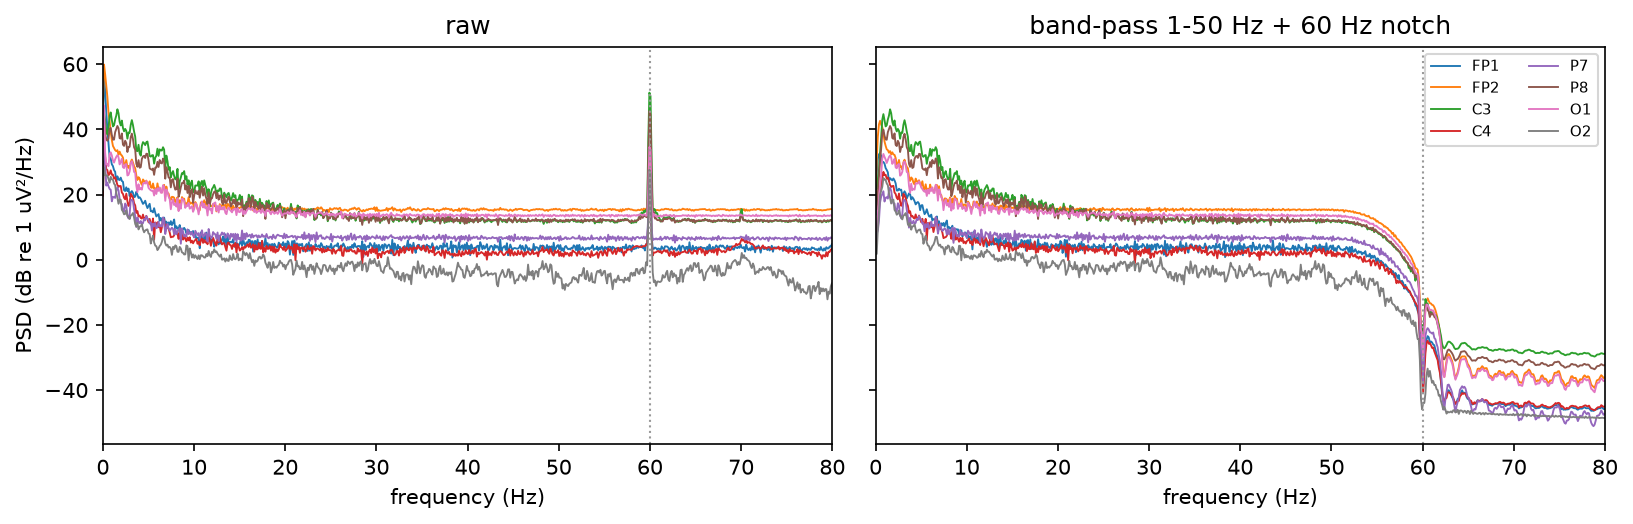 raw
band-pass 1-50 Hz + 60 Hz notch
PSD (dB re 1 uV²/Hz)
60
40
20
0
−20
−40
0 10 20 30 40 50 60 70 80
frequency (Hz)
FP1 P7
FP2 P8
C3 O1
C4 O2
0 10 20 30 40 50 60 70 80
frequency (Hz)